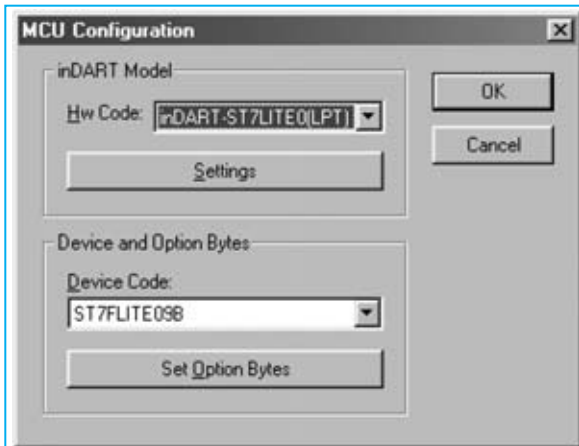 MCU Configuration
inDART Model
Hw Code: inDART-ST7LITE0(LPT)
Settings
OK
Cancel
Device and Option Bytes
Device Code:
ST7FLITE09B
Set Option Bytes